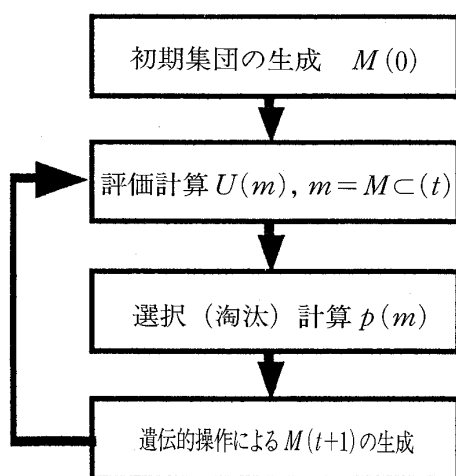 初期集団の生成 M(0)
評価計算 U(m), m=M⊂(t)
選択（淘汰）計算 p(m)
遺伝的操作による M(t+1) の生成